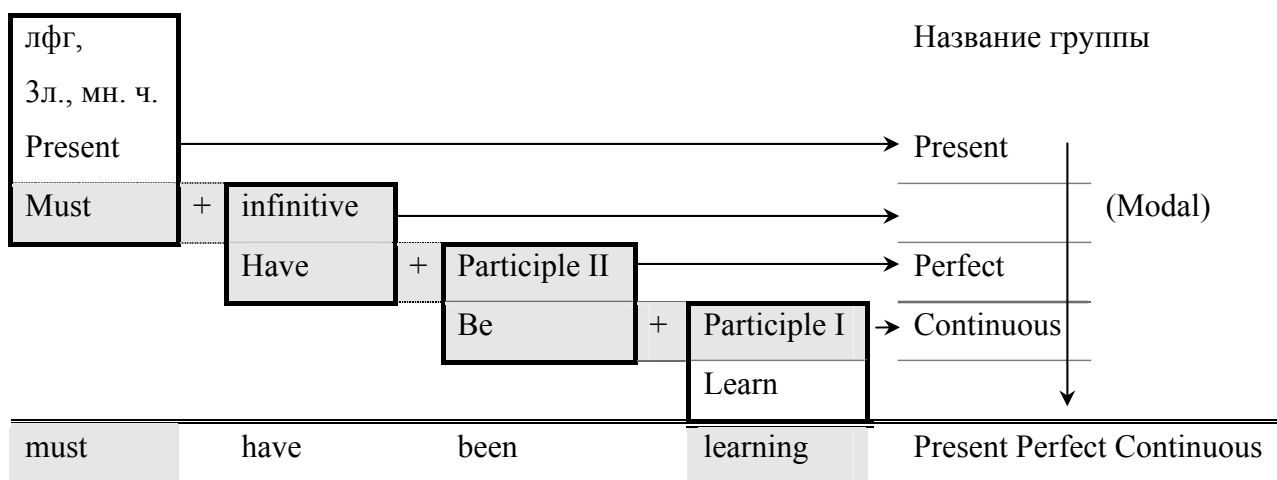 лфг, Название группы
3л., мн. ч.
Present Present
Must + infinitive (Modal)
Have + Participle II Perfect
Be + Participle I Continuous
Learn
must have been learning Present Perfect Continuous